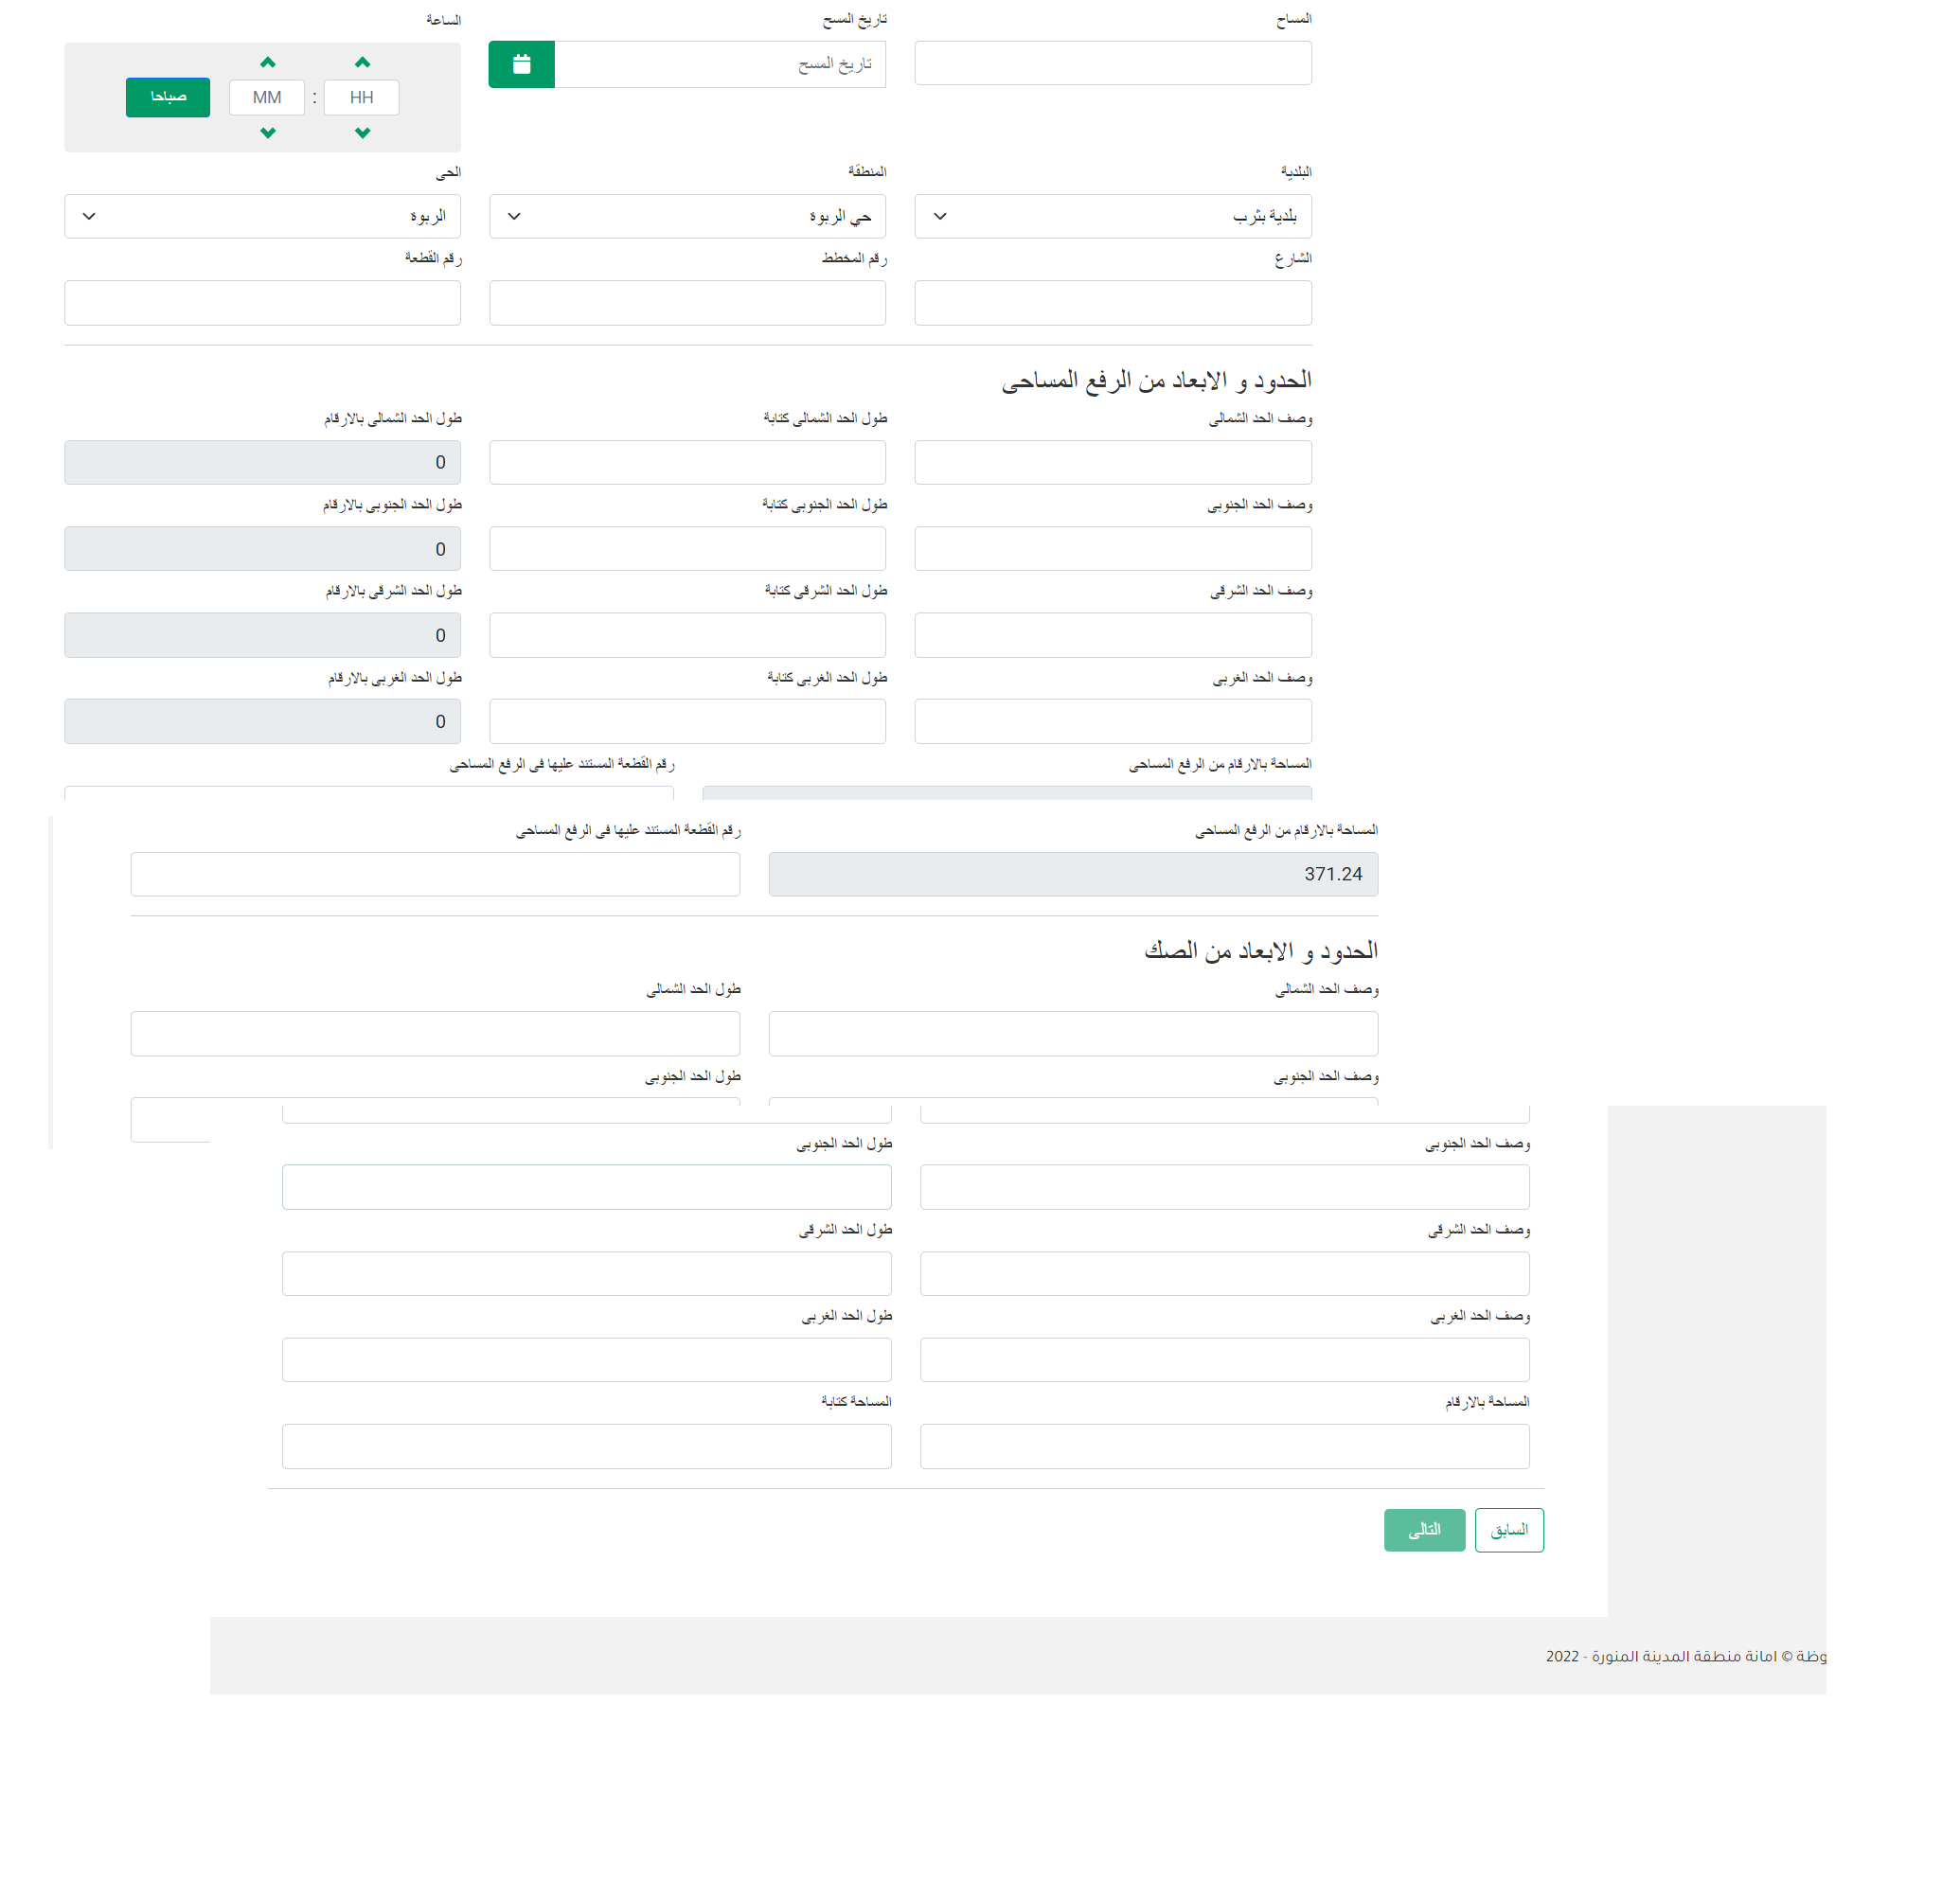 المساح تاريخ المسح الساعة
تاريخ المسح HH : MM صباحا
البلدية المنطقة الحى
بلدية بثرب حي الربوة الربوة
الشارع رقم المخطط رقم القطعة
الحدود و الابعاد من الرفع المساحى
وصف الحد الشمالى طول الحد الشمالى كتابة طول الحد الشمالى بالارقام
0
وصف الحد الجنوبى طول الحد الجنوبى كتابة طول الحد الجنوبى بالارقام
0
وصف الحد الشرقى طول الحد الشرقى كتابة طول الحد الشرقى بالارقام
0
وصف الحد الغربى طول الحد الغربى كتابة طول الحد الغربى بالارقام
0
المساحة بالارقام من الرفع المساحى رقم القطعة المستند عليها فى الرفع المساحى
المساحة بالارقام من الرفع المساحى رقم القطعة المستند عليها فى الرفع المساحى
371.24
الحدود و الابعاد من الصك
وصف الحد الشمالى طول الحد الشمالى
وصف الحد الجنوبى طول الحد الجنوبى
وصف الحد الجنوبى طول الحد الجنوبى
وصف الحد الشرقى طول الحد الشرقى
وصف الحد الغربى طول الحد الغربى
المساحة بالارقام المساحة كتابة
السابق التالى
وظة © امانة منطقة المدينة المنورة - 2022